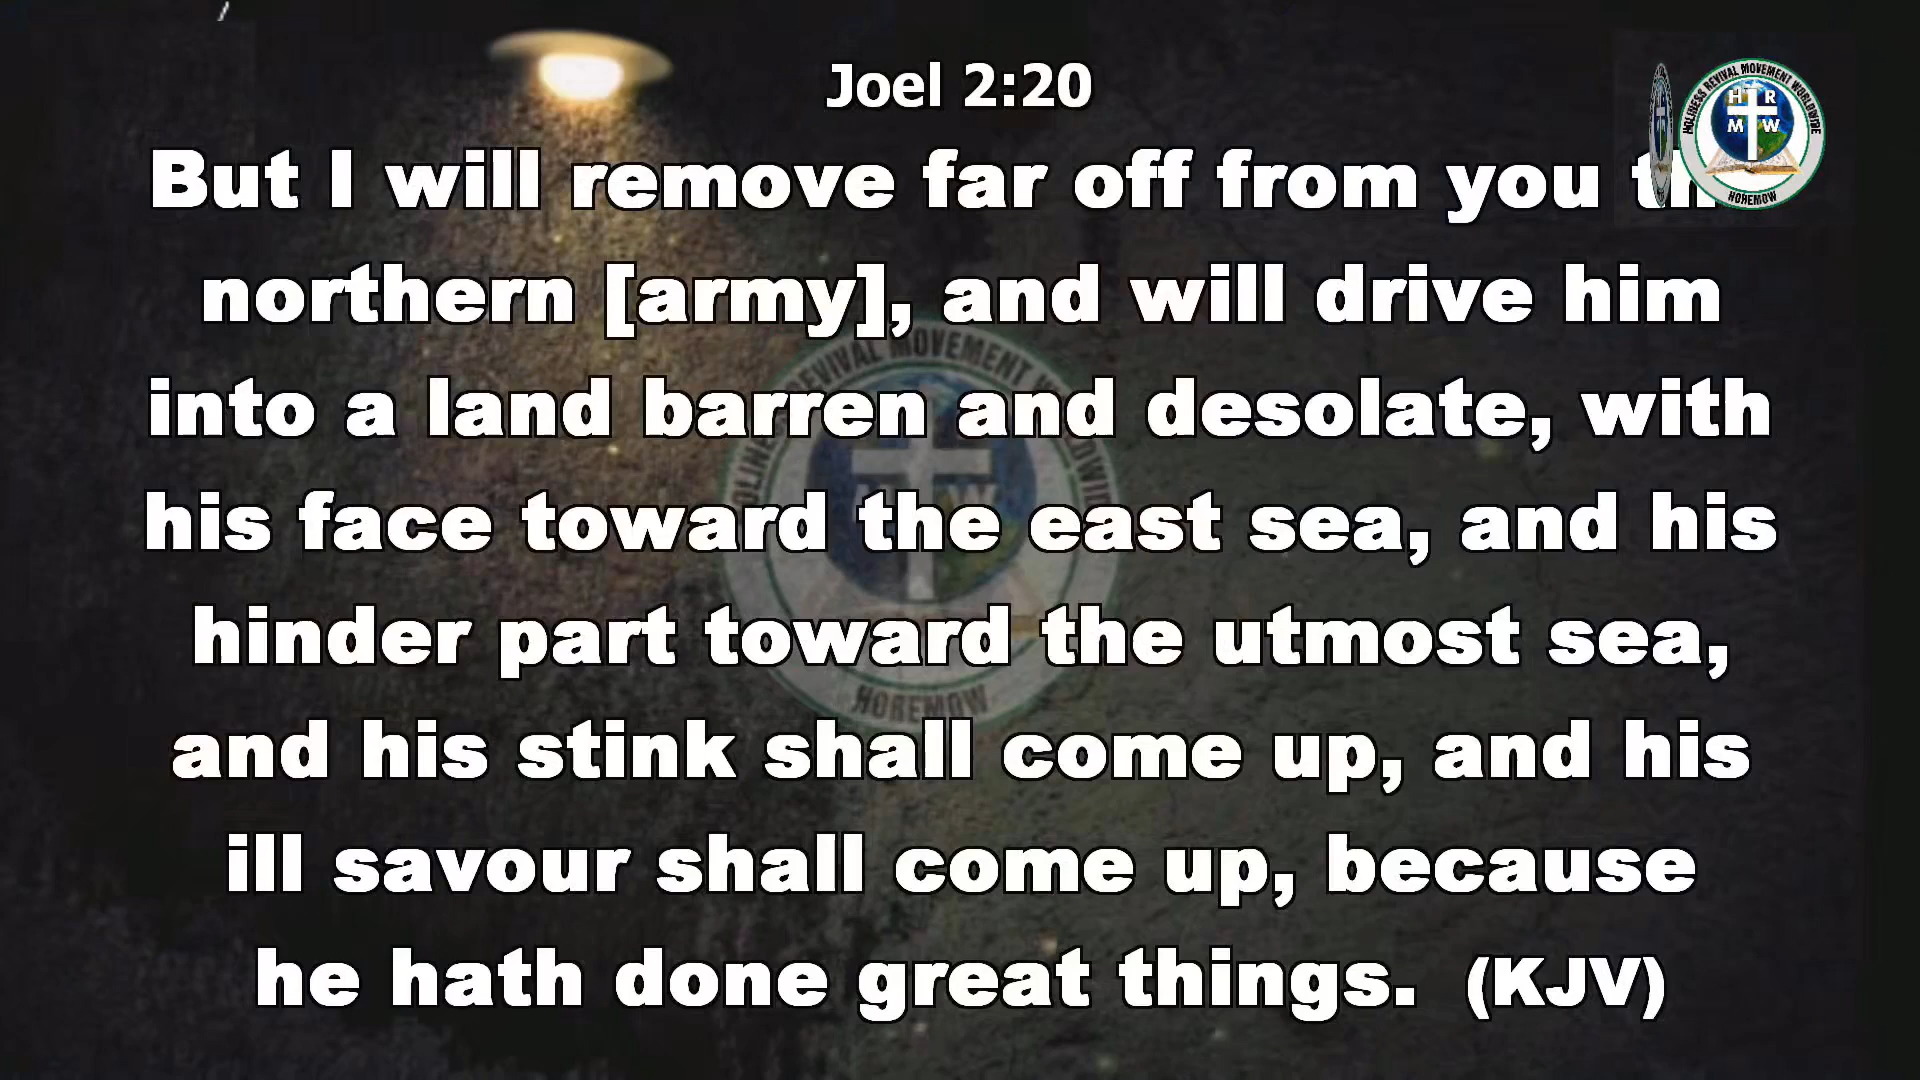 Joel 2:20
But I will remove far off from you
northern [army], and will drive him
into a land barren and desolate, with
his face toward the east sea, and his
hinder part toward the utmost sea,
and his stink shall come up, and his
ill savour shall come up, because
he hath done great things. (KJV)
HOLINESS REVIVAL MOVEMENT WORLDWIDE
H R
M W
HOREMOW
REVIVAL MOVEMENT
HOREMOW